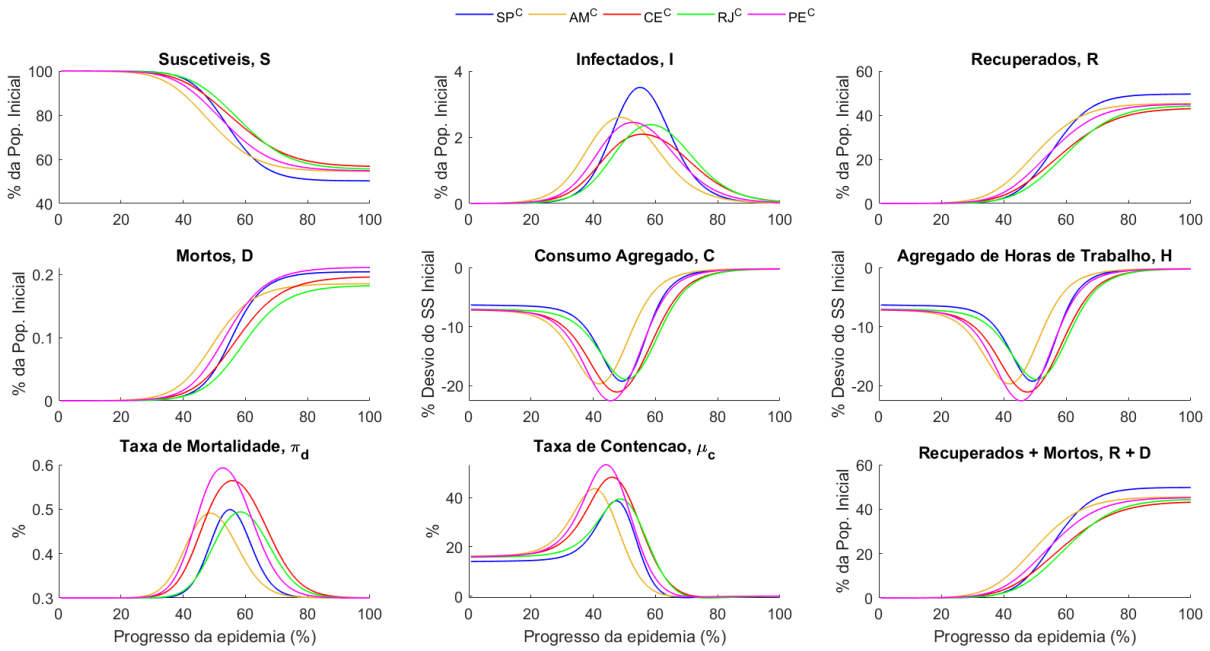 SP^C AM^C CE^C RJ^C PE^C
Suscetiveis, S
% da Pop. Inicial
100
80
60
40
0 20 40 60 80 100
Infectados, I
% da Pop. Inicial
4
2
0
0 20 40 60 80 100
Recuperados, R
% da Pop. Inicial
60
40
20
0
0 20 40 60 80 100
Mortos, D
% da Pop. Inicial
0.2
0.1
0
0 20 40 60 80 100
Consumo Agregado, C
% Desvio do SS Inicial
0
-10
-20
0 20 40 60 80 100
Agregado de Horas de Trabalho, H
% Desvio do SS Inicial
0
-10
-20
0 20 40 60 80 100
Taxa de Mortalidade, π_d
%
0.6
0.5
0.4
0.3
0 20 40 60 80 100
Progresso da epidemia (%)
Taxa de Contencao, μ_c
%
40
20
0
0 20 40 60 80 100
Progresso da epidemia (%)
Recuperados + Mortos, R + D
% da Pop. Inicial
60
40
20
0
0 20 40 60 80 100
Progresso da epidemia (%)